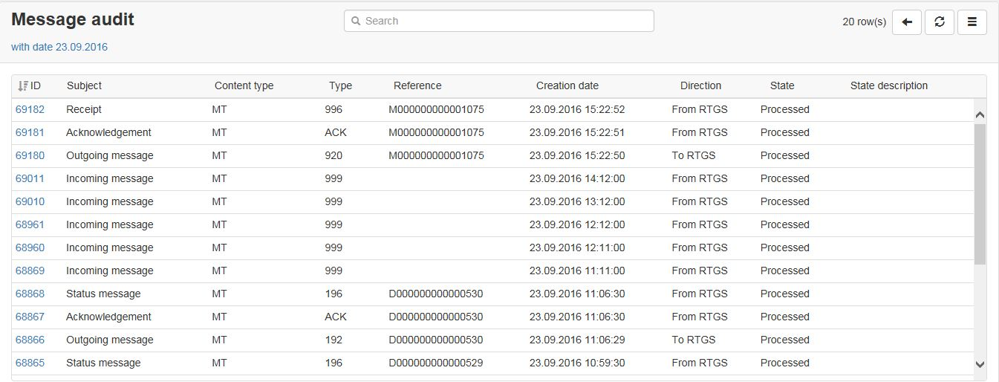 Message audit
Search
20 row(s)
with date 23.09.2016
ID Subject Content type Type Reference Creation date Direction State State description
69182 Receipt MT 996 M000000000001075 23.09.2016 15:22:52 From RTGS Processed
69181 Acknowledgement MT ACK M000000000001075 23.09.2016 15:22:51 From RTGS Processed
69180 Outgoing message MT 920 M000000000001075 23.09.2016 15:22:50 To RTGS Processed
69011 Incoming message MT 999 23.09.2016 14:12:00 From RTGS Processed
69010 Incoming message MT 999 23.09.2016 13:12:00 From RTGS Processed
68961 Incoming message MT 999 23.09.2016 12:12:00 From RTGS Processed
68960 Incoming message MT 999 23.09.2016 12:11:00 From RTGS Processed
68869 Incoming message MT 999 23.09.2016 11:11:00 From RTGS Processed
68868 Status message MT 196 D000000000000530 23.09.2016 11:06:30 From RTGS Processed
68867 Acknowledgement MT ACK D000000000000530 23.09.2016 11:06:30 From RTGS Processed
68866 Outgoing message MT 192 D000000000000530 23.09.2016 11:06:29 To RTGS Processed
68865 Status message MT 196 D000000000000529 23.09.2016 10:59:30 From RTGS Processed